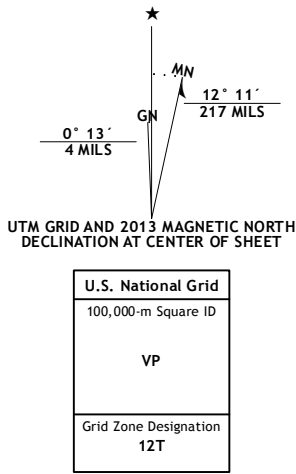 ★
MN
GN
12° 11´
217 MILS
0° 13´
4 MILS
UTM GRID AND 2013 MAGNETIC NORTH
DECLINATION AT CENTER OF SHEET
U.S. National Grid
100,000-m Square ID
VP
Grid Zone Designation
12T